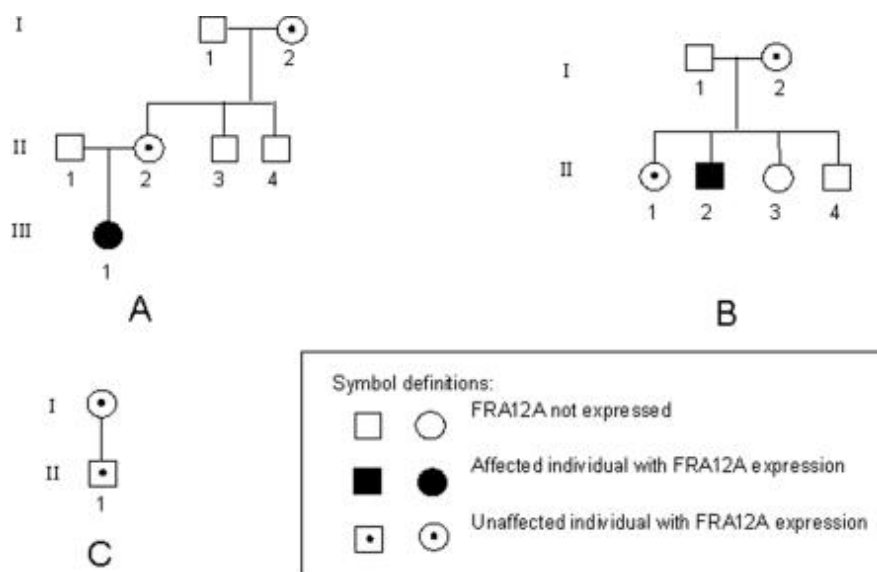 I
1 2
II
1 2 3 4
III
1
A
I
1 2
II
1 2 3 4
B
I
II
1
C
Symbol definitions:
FRA12A not expressed
Affected individual with FRA12A expression
Unaffected individual with FRA12A expression